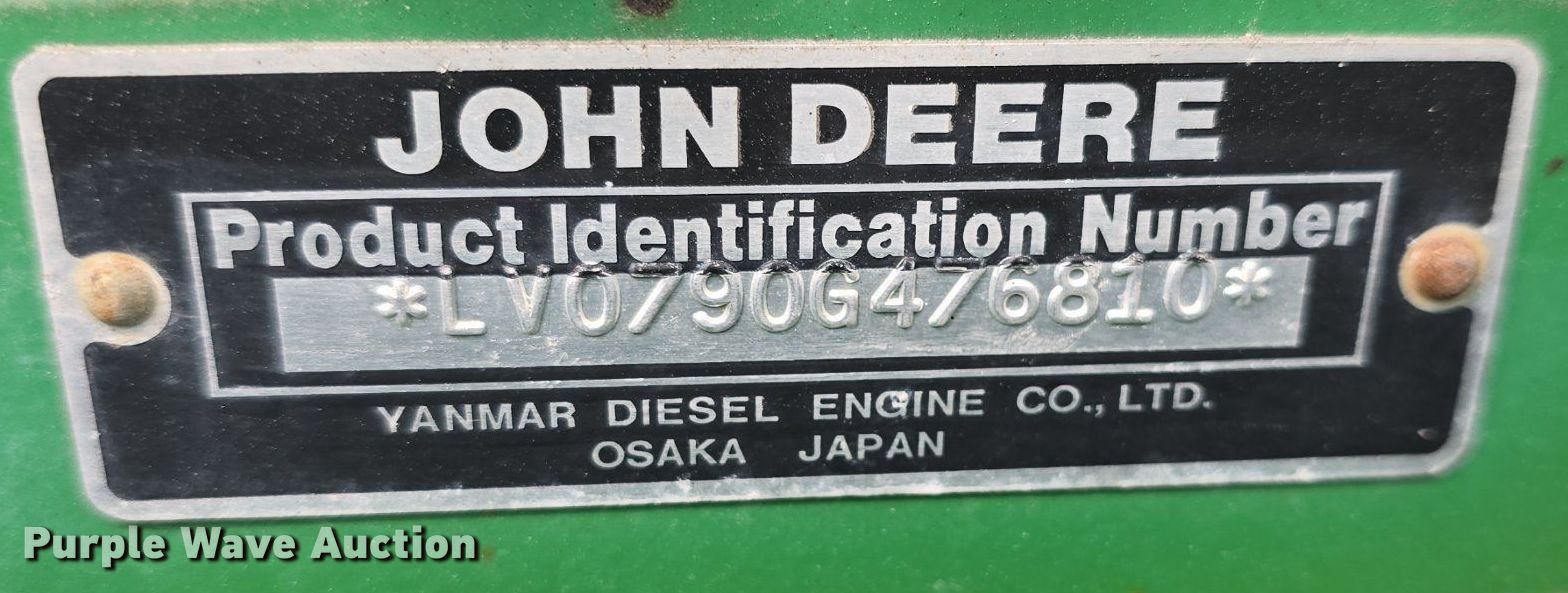 JOHN DEERE
Product Identification Number
*LV0790G476810*
YANMAR DIESEL ENGINE CO., LTD.
OSAKA JAPAN
Purple Wave Auction